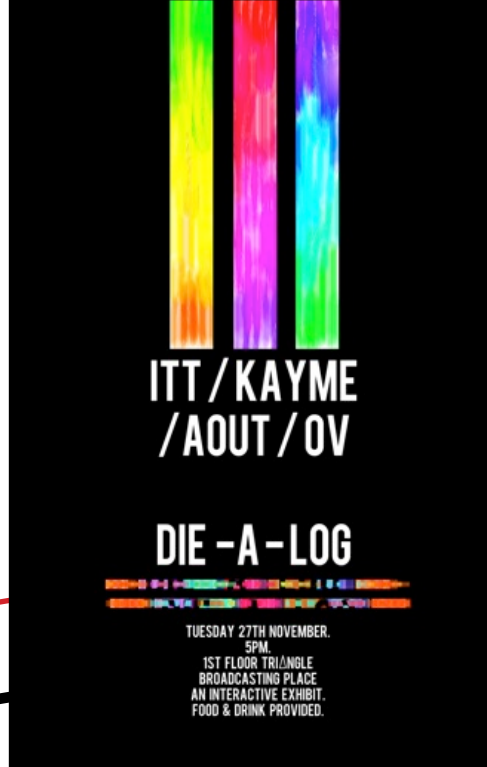 ITT / KAYME
/ AOUT / OV
DIE - A - LOG
TUESDAY 27TH NOVEMBER.
5PM.
1ST FLOOR TRI△NGLE
BROADCASTING PLACE
AN INTERACTIVE EXHIBIT.
FOOD & DRINK PROVIDED.